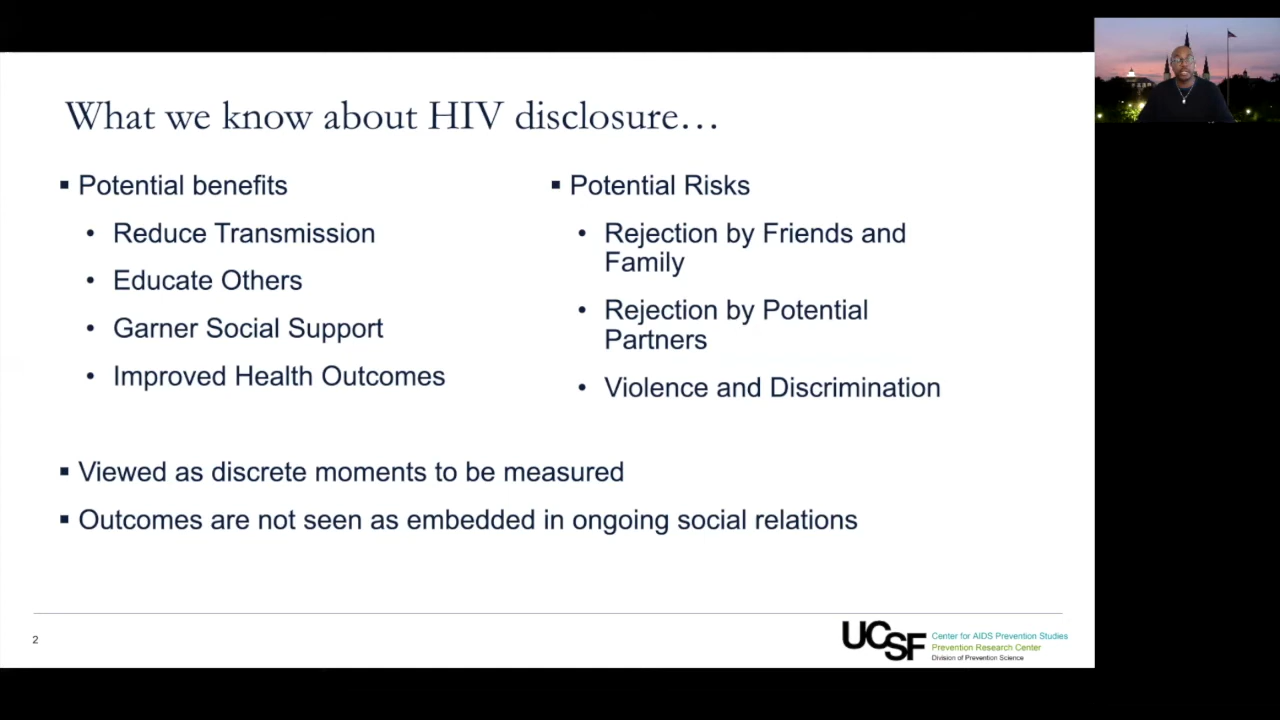 What we know about HIV disclosure…
▪ Potential benefits
• Reduce Transmission
• Educate Others
• Garner Social Support
• Improved Health Outcomes
▪ Potential Risks
• Rejection by Friends and
Family
• Rejection by Potential
Partners
• Violence and Discrimination
▪ Viewed as discrete moments to be measured
▪ Outcomes are not seen as embedded in ongoing social relations
2
UCSF
Center for AIDS Prevention Studies
Prevention Research Center
Division of Prevention Science